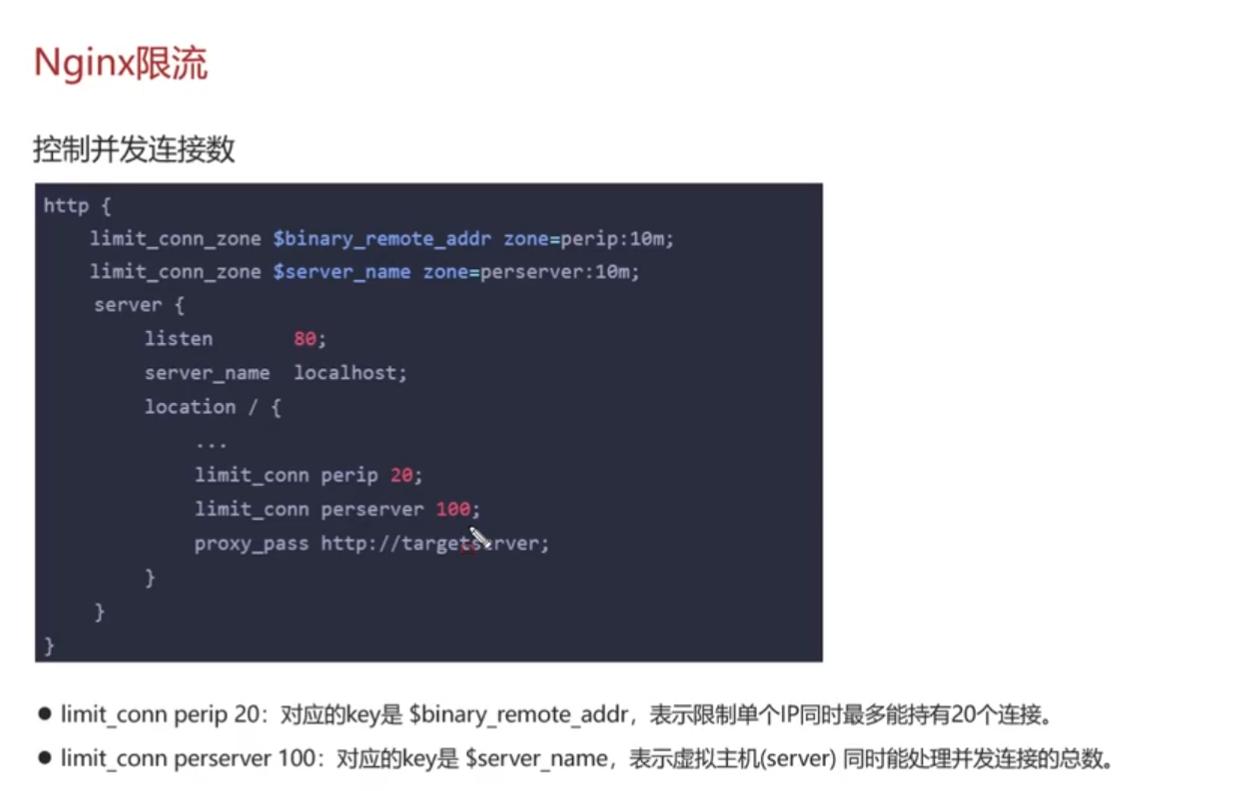 Nginx限流
控制并发连接数
http {
limit_conn_zone $binary_remote_addr zone=perip:10m;
limit_conn_zone $server_name zone=perserver:10m;
server {
listen 80;
server_name localhost;
location / {
...
limit_conn perip 20;
limit_conn perserver 100;
proxy_pass http://targetserver;
}
}
}
● limit_conn perip 20：对应的key是 $binary_remote_addr，表示限制单个IP同时最多能持有20个连接。
● limit_conn perserver 100：对应的key是 $server_name，表示虚拟主机(server) 同时能处理并发连接的总数。